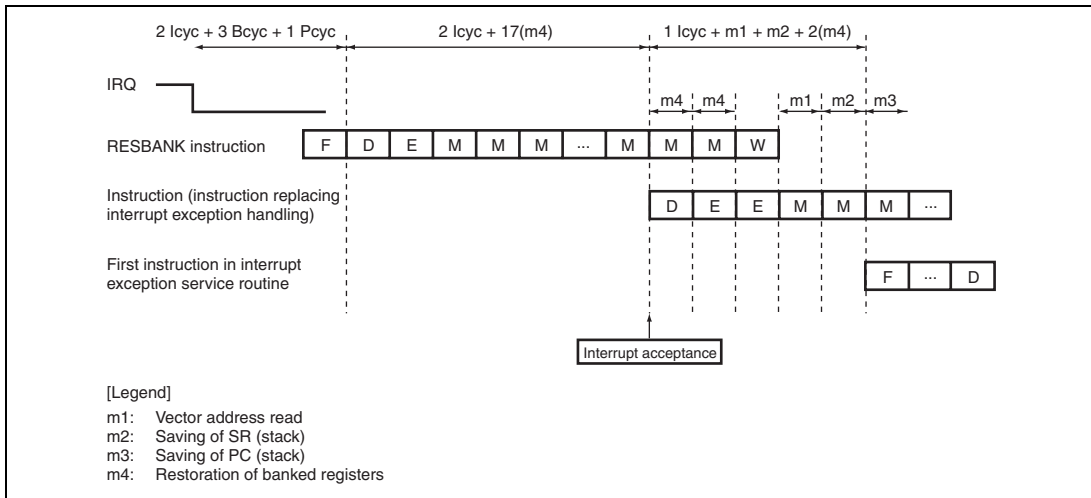 2 Icyc + 3 Bcyc + 1 Pcyc 2 Icyc + 17(m4) 1 Icyc + m1 + m2 + 2(m4)
IRQ
m4 m4 m1 m2 m3
RESBANK instruction F D E M M M ... M M M W
Instruction (instruction replacing
interrupt exception handling) D E E M M M ...
First instruction in interrupt
exception service routine F ... D
Interrupt acceptance
[Legend]
m1: Vector address read
m2: Saving of SR (stack)
m3: Saving of PC (stack)
m4: Restoration of banked registers